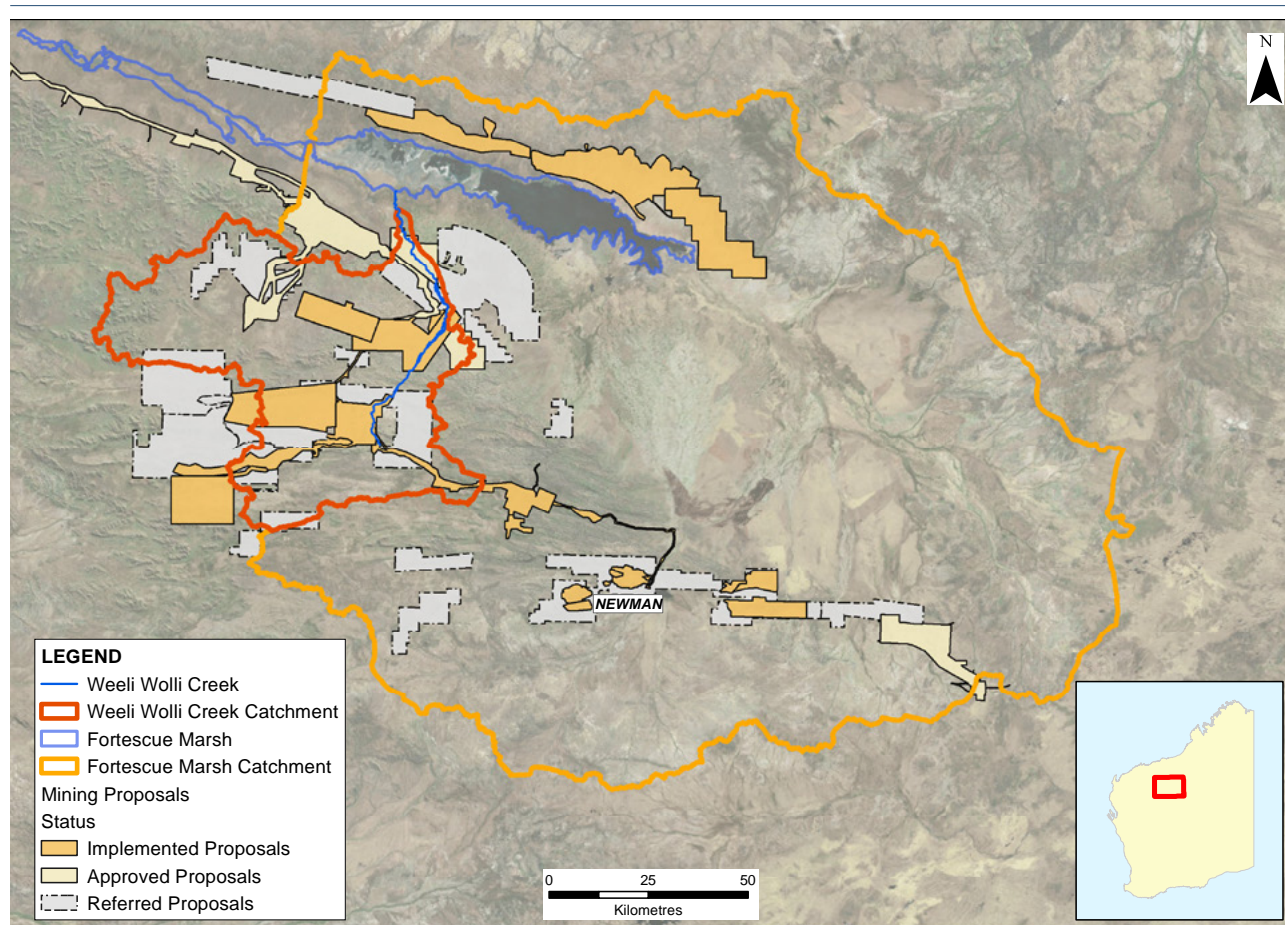 N
NEWMAN
LEGEND
Weeli Wolli Creek
Weeli Wolli Creek Catchment
Fortescue Marsh
Fortescue Marsh Catchment
Mining Proposals
Status
Implemented Proposals
Approved Proposals
Referred Proposals
0 25 50
Kilometres